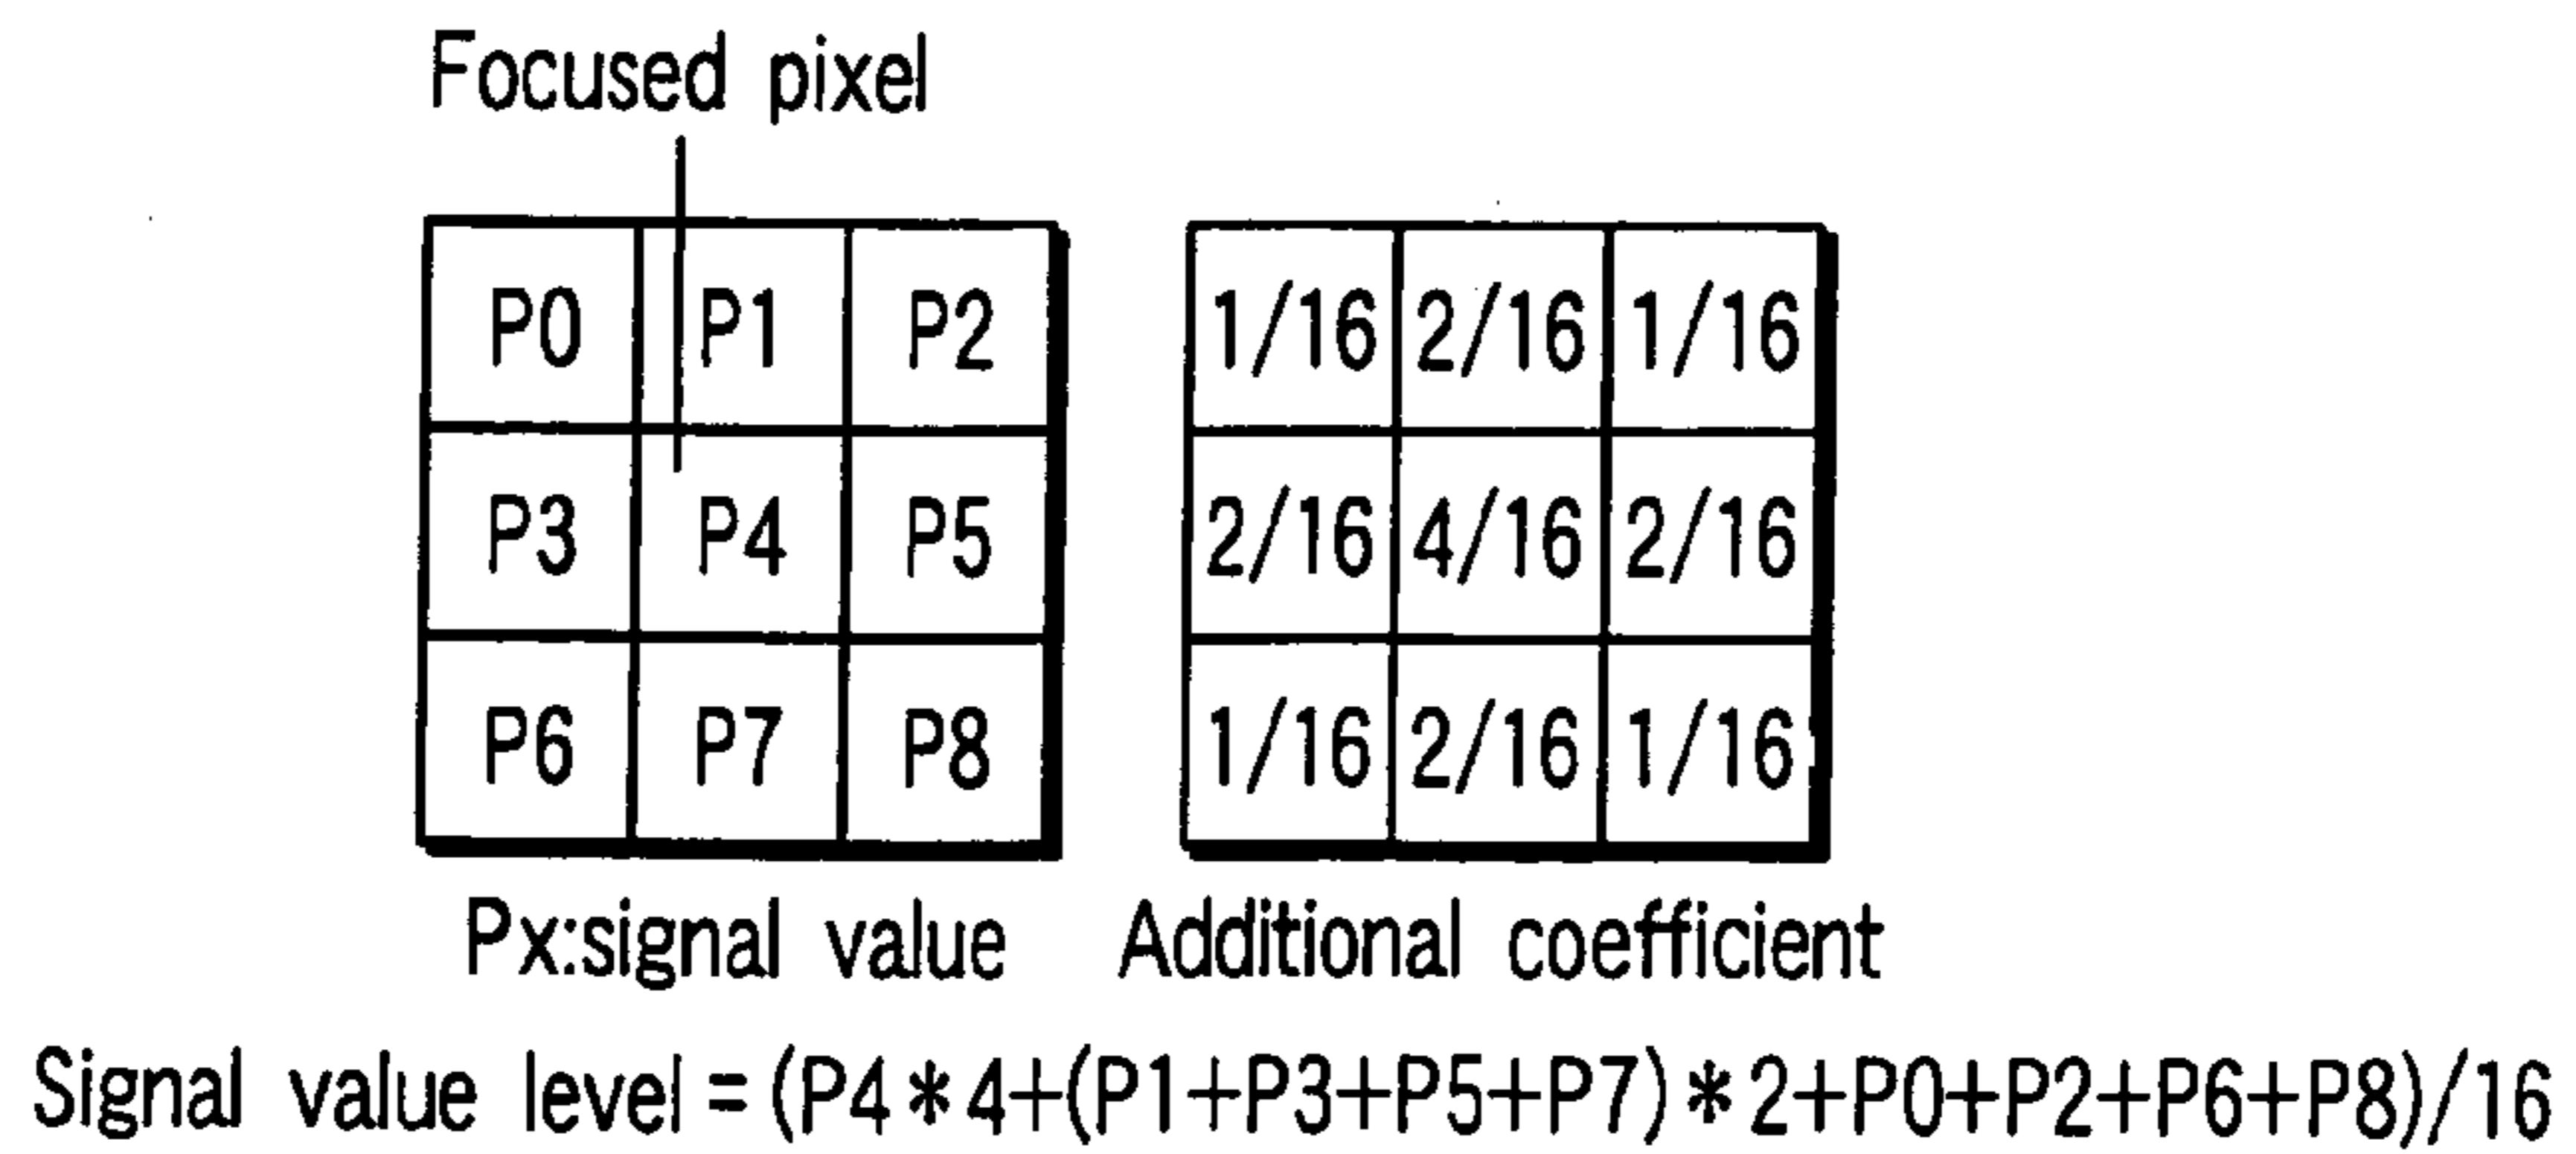 Focused pixel
P0 P1 P2 1/16 2/16 1/16
P3 P4 P5 2/16 4/16 2/16
P6 P7 P8 1/16 2/16 1/16
Px:signal value Additional coefficient
Signal value level=(P4*4+(P1+P3+P5+P7)*2+P0+P2+P6+P8)/16